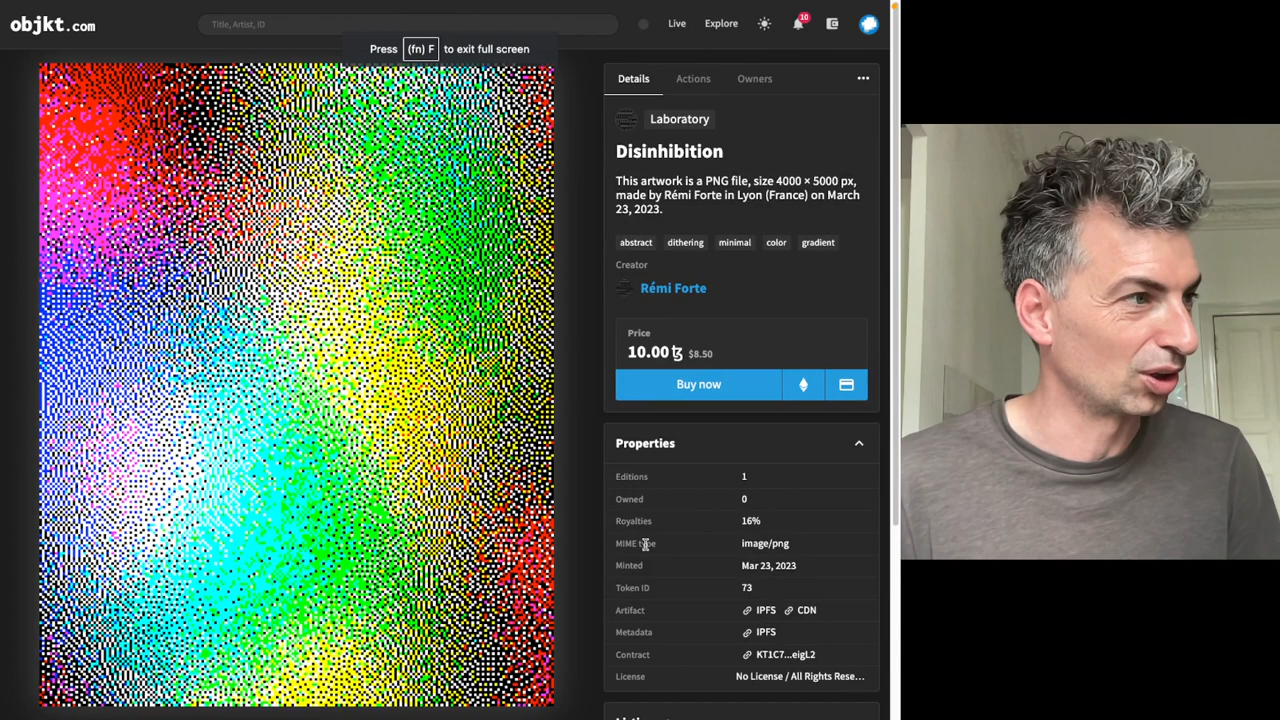 objkt.com
Title, Artist, ID
Live
Explore
10
Press (fn) F to exit full screen
Details
Actions
Owners
Laboratory
Disinhibition
This artwork is a PNG file, size 4000 × 5000 px,
made by Rémi Forte in Lyon (France) on March
23, 2023.
abstract
dithering
minimal
color
gradient
Creator
Rémi Forte
Price
10.00 ꜩ $8.50
Buy now
Properties
Editions 1
Owned 0
Royalties 16%
MIME type image/png
Minted Mar 23, 2023
Token ID 73
Artifact IPFS CDN
Metadata IPFS
Contract KT1C7...eigL2
License No License / All Rights Rese...